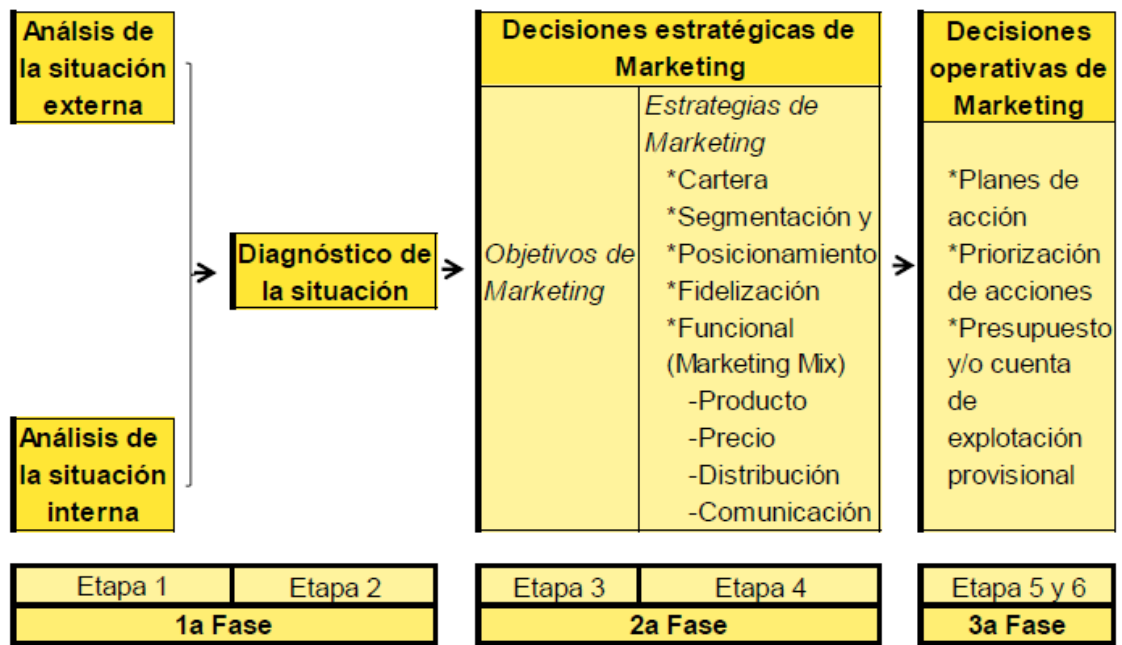 Análsis de
la situación
externa
Análisis de
la situación
interna
Diagnóstico de
la situación
Decisiones estratégicas de
Marketing
Objetivos de
Marketing
Estrategias de
Marketing
*Cartera
*Segmentación y
*Posicionamiento
*Fidelización
*Funcional
(Marketing Mix)
-Producto
-Precio
-Distribución
-Comunicación
Decisiones
operativas de
Marketing
*Planes de
acción
*Priorización
de acciones
*Presupuesto
y/o cuenta
de
explotación
provisional
Etapa 1
Etapa 2
Etapa 3
Etapa 4
Etapa 5 y 6
1a Fase
2a Fase
3a Fase